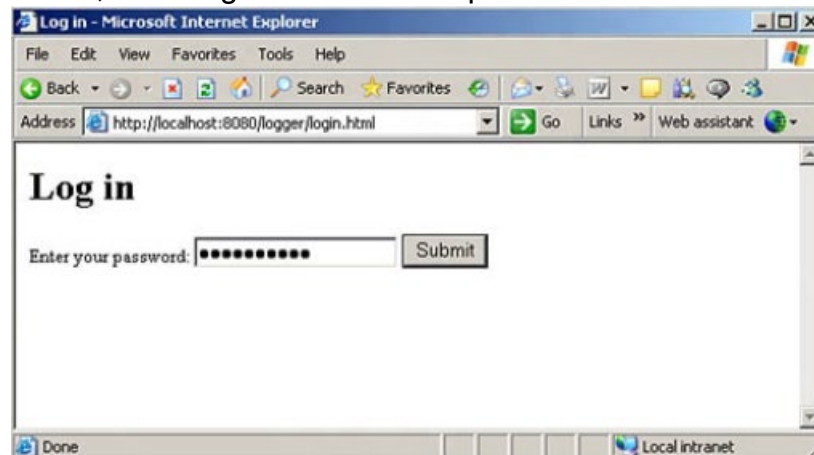 Log in - Microsoft Internet Explorer
File Edit View Favorites Tools Help
Back Search Favorites
Address http://localhost:8080/logger/login.html Go Links » Web assistant
Log in
Enter your password: •••••••••• Submit
Done Local intranet